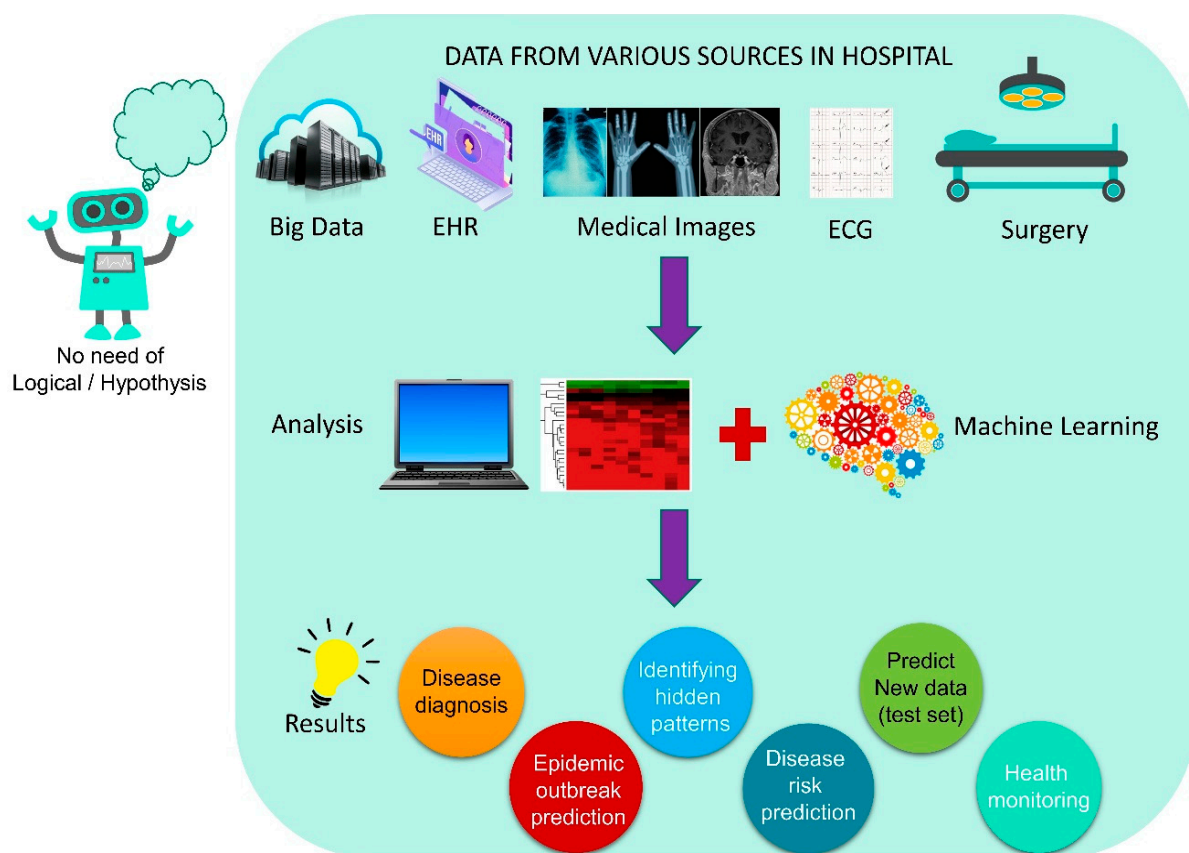 DATA FROM VARIOUS SOURCES IN HOSPITAL
EHR
Big Data
EHR
Medical Images
ECG
Surgery
No need of
Logical / Hypothysis
Analysis
Machine Learning
Results
Disease
diagnosis
Identifying
hidden
patterns
Predict
New data
(test set)
Epidemic
outbreak
prediction
Disease
risk
prediction
Health
monitoring